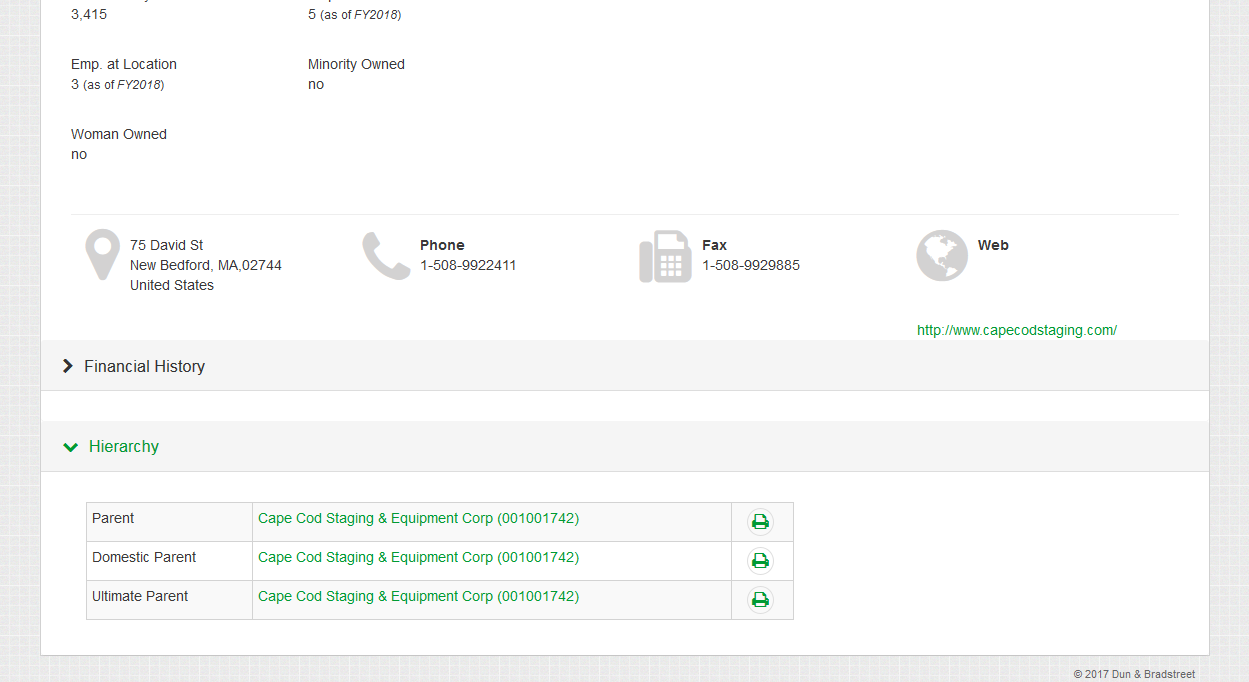 3,415
5 (as of FY2018)
Emp. at Location
Minority Owned
3 (as of FY2018)
no
Woman Owned
no
75 David St
New Bedford, MA,02744
United States
Phone
1-508-9922411
Fax
1-508-9929885
Web
http://www.capecodstaging.com/
Financial History
Hierarchy
Parent
Cape Cod Staging & Equipment Corp (001001742)
Domestic Parent
Cape Cod Staging & Equipment Corp (001001742)
Ultimate Parent
Cape Cod Staging & Equipment Corp (001001742)
© 2017 Dun & Bradstreet